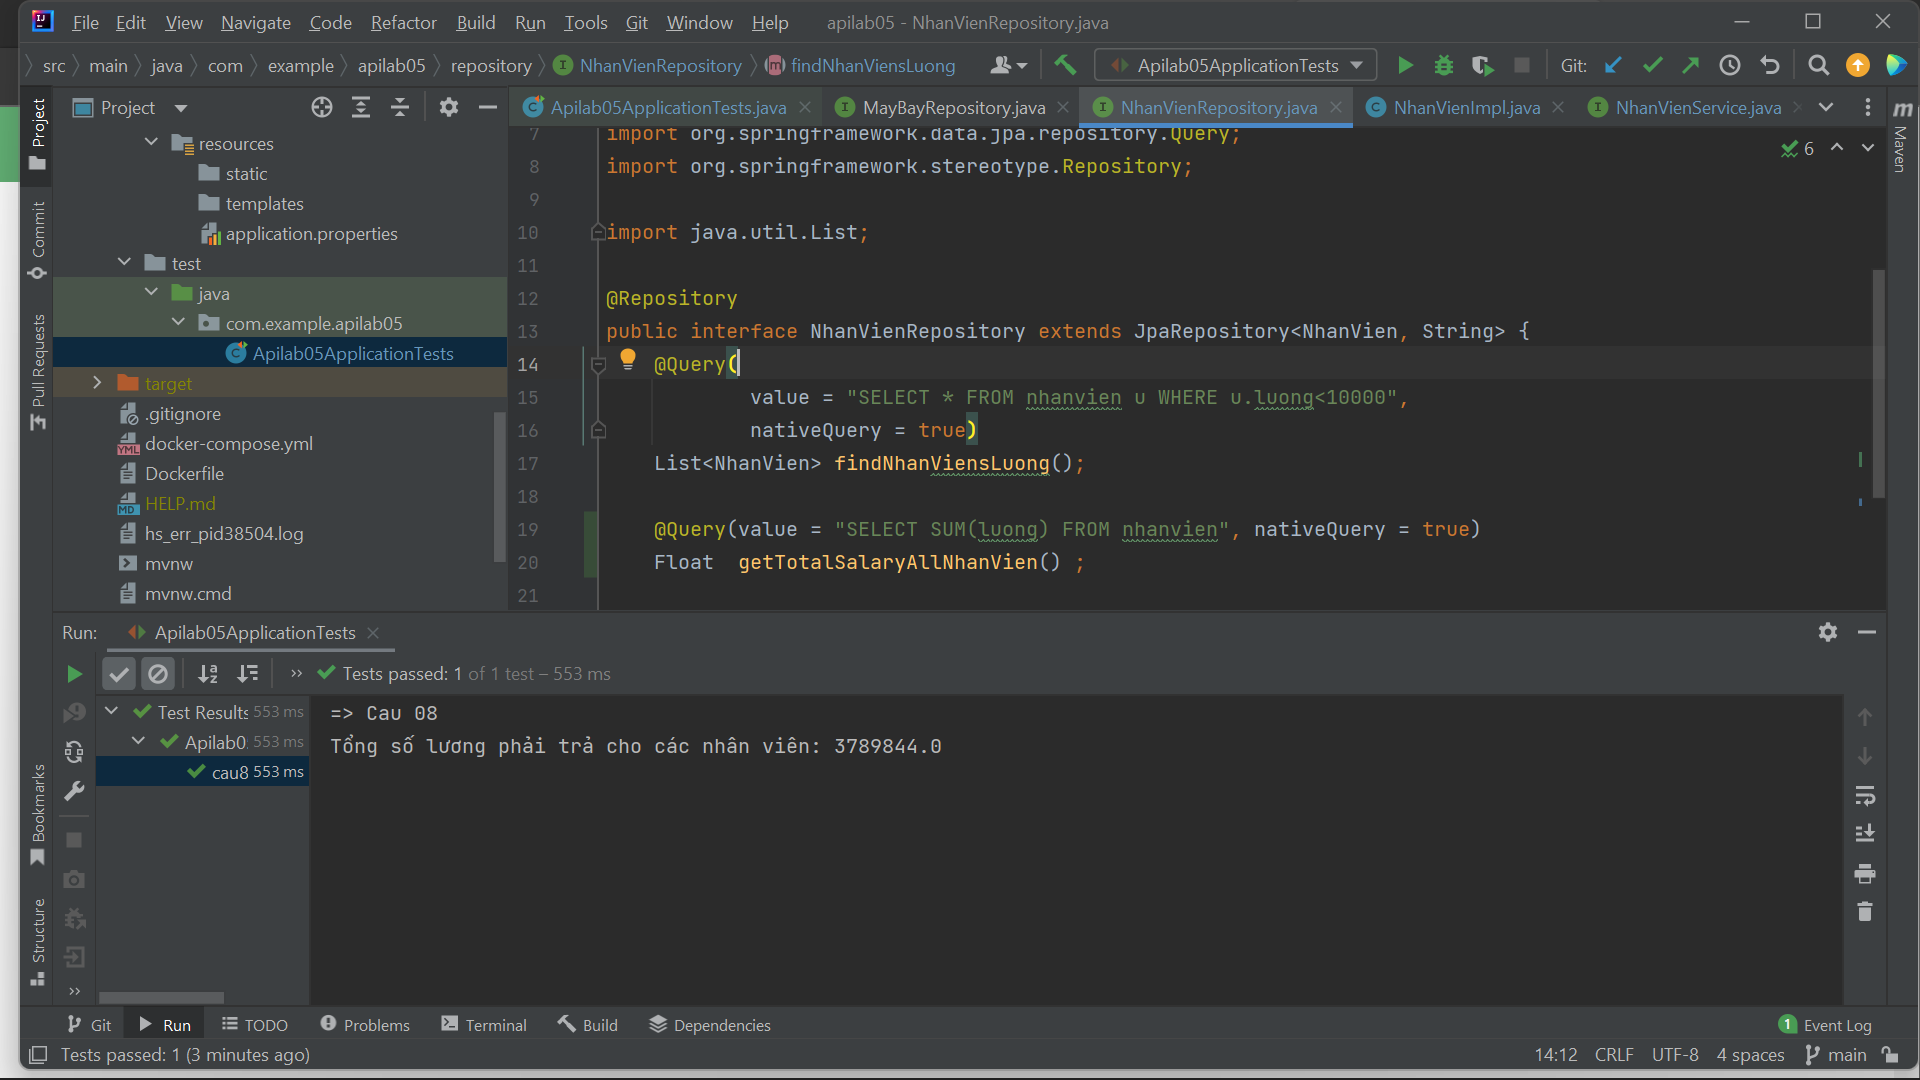 File Edit View Navigate Code Refactor Build Run Tools Git Window Help apilab05 - NhanVienRepository.java
src main java com example apilab05 repository NhanVienRepository findNhanViensLuong Apilab05ApplicationTests Git:
Project
Apilab05ApplicationTests.java MayBayRepository.java NhanVienRepository.java NhanVienImpl.java NhanVienService.java
Project
Commit
Pull Requests
Bookmarks
Structure
Maven
resources
static
templates
application.properties
test
java
com.example.apilab05
Apilab05ApplicationTests
target
.gitignore
docker-compose.yml
Dockerfile
HELP.md
hs_err_pid38504.log
mvnw
mvnw.cmd
6
7 import org.springframework.data.jpa.repository.Query;
8 import org.springframework.stereotype.Repository;
9
10 import java.util.List;
11
12 @Repository
13 public interface NhanVienRepository extends JpaRepository<NhanVien, String> {
14 @Query(
15 value = "SELECT * FROM nhanvien u WHERE u.luong<10000",
16 nativeQuery = true)
17 List<NhanVien> findNhanViensLuong();
18
19 @Query(value = "SELECT SUM(luong) FROM nhanvien", nativeQuery = true)
20 Float getTotalSalaryAllNhanVien() ;
21
Run: Apilab05ApplicationTests
Tests passed: 1 of 1 test – 553 ms
Test Results 553 ms
Apilab0 553 ms
cau8 553 ms
=> Cau 08
Tổng số lương phải trả cho các nhân viên: 3789844.0
Git Run TODO Problems Terminal Build Dependencies 1 Event Log
Tests passed: 1 (3 minutes ago) 14:12 CRLF UTF-8 4 spaces main